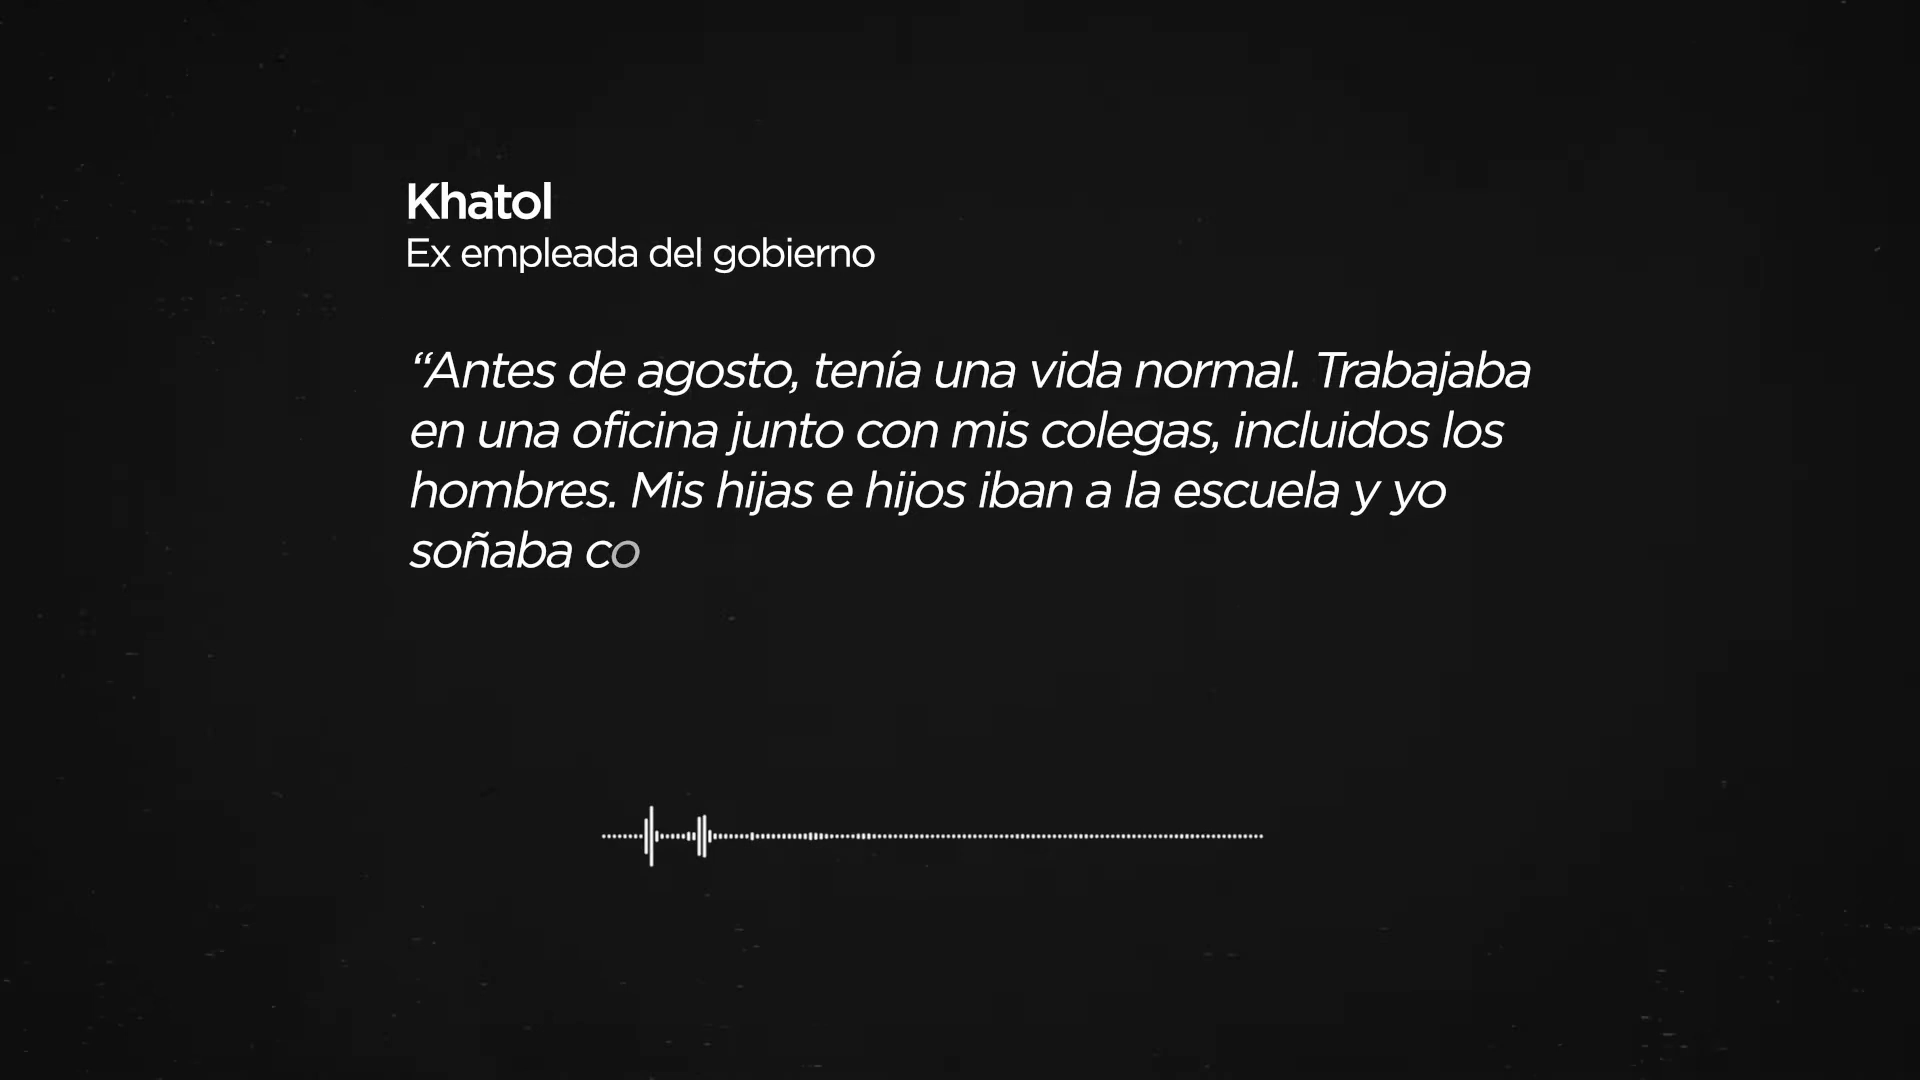 Khatol
Ex empleada del gobierno
“Antes de agosto, tenía una vida normal. Trabajaba
en una oficina junto con mis colegas, incluidos los
hombres. Mis hijas e hijos iban a la escuela y yo
soñaba co